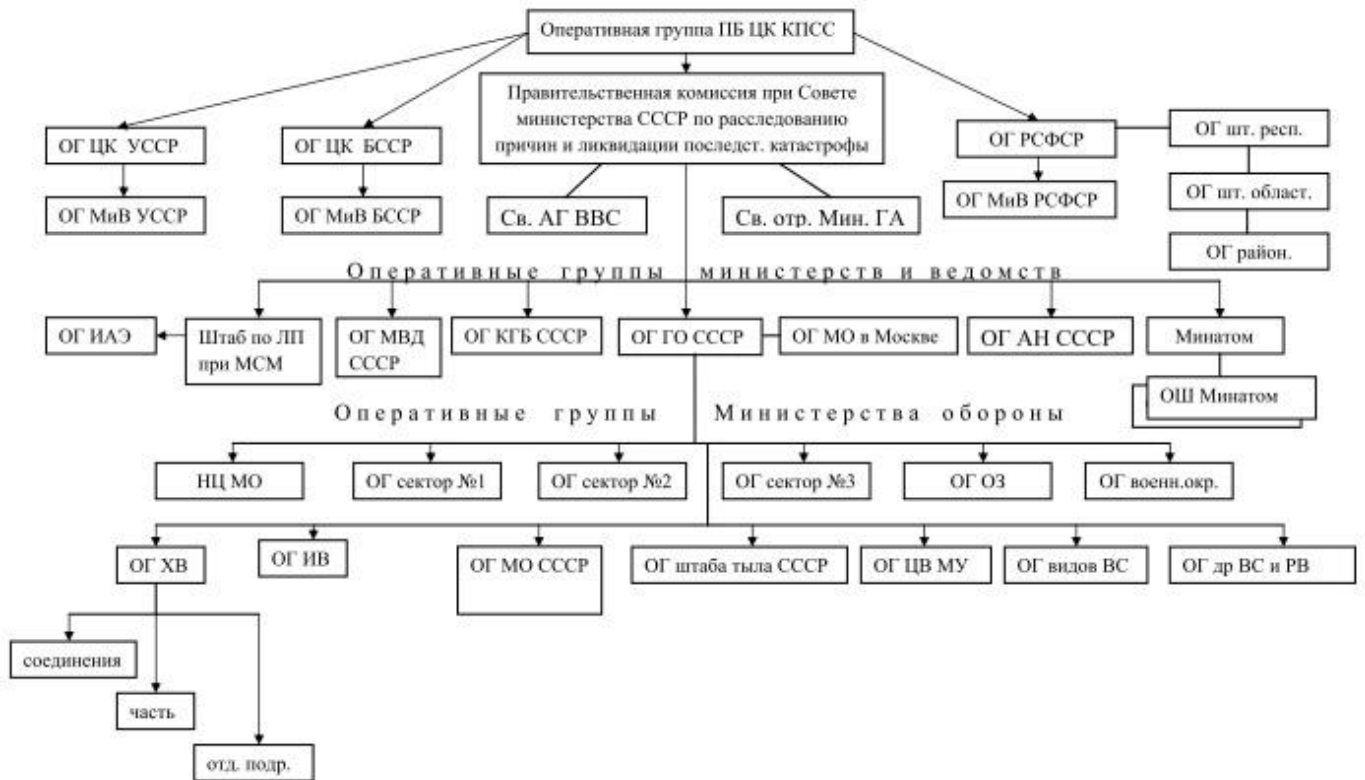 Оперативная группа ПБ ЦК КПСС
Правительственная комиссия при Совете
министерства СССР по расследованию
причин и ликвидации последст. катастрофы
ОГ ЦК УССР
ОГ ЦК БССР
ОГ РСФСР
ОГ шт. респ.
ОГ МиВ УССР
ОГ МиВ БССР
Св. АГ ВВС
Св. отр. Мин. ГА
ОГ МиВ РСФСР
ОГ шт. област.
ОГ район.
Оперативные группы министерств и ведомств
ОГ ИАЭ
Штаб по ЛП
при МСМ
ОГ МВД
СССР
ОГ КГБ СССР
ОГ ГО СССР
ОГ МО в Москве
ОГ АН СССР
Минатом
ОШ Минатом
Оперативные группы Министерства обороны
НЦ МО
ОГ сектор №1
ОГ сектор №2
ОГ сектор №3
ОГ ОЗ
ОГ военн.окр.
ОГ ХВ
ОГ ИВ
ОГ МО СССР
ОГ штаба тыла СССР
ОГ ЦВ МУ
ОГ видов ВС
ОГ др ВС и РВ
соединения
часть
отд. подр.